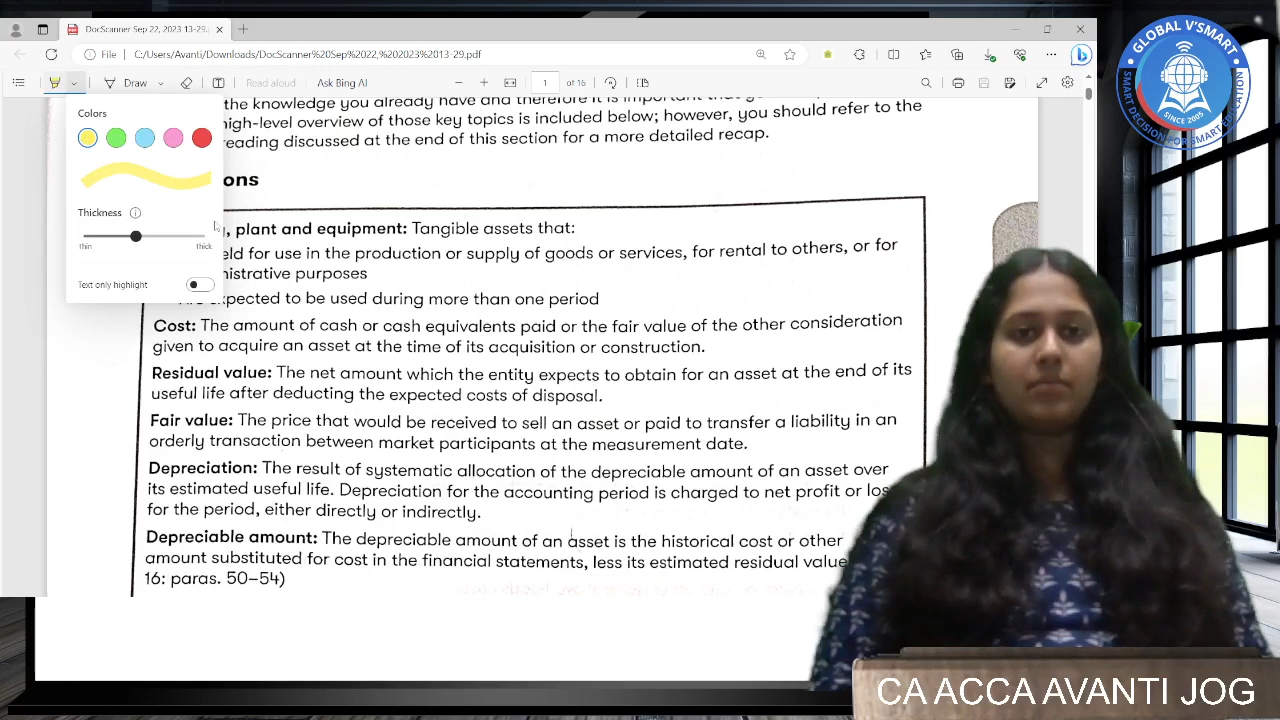 DocScanner Sep 22, 2023 13-29.
File
C:/Users/Avanti/Downloads/DocScanner%20Sep%2022,%202023%2013-29.pdf
Draw
Read aloud
Ask Bing AI
1 of 16
Colors
Thickness
thin
thick
Text only highlight
the knowledge you already have and therefore it is important that
high-level overview of those key topics is included below; however, you should refer to the
reading discussed at the end of this section for a more detailed recap.
ons
, plant and equipment: Tangible assets that:
eld for use in the production or supply of goods or services, for rental to others, or for
nistrative purposes
expected to be used during more than one period
Cost: The amount of cash or cash equivalents paid or the fair value of the other consideration
given to acquire an asset at the time of its acquisition or construction.
Residual value: The net amount which the entity expects to obtain for an asset at the end of its
useful life after deducting the expected costs of disposal.
Fair value: The price that would be received to sell an asset or paid to transfer a liability in an
orderly transaction between market participants at the measurement date.
Depreciation: The result of systematic allocation of the depreciable amount of an asset over
its estimated useful life. Depreciation for the accounting period is charged to net profit or los
for the period, either directly or indirectly.
Depreciable amount: The depreciable amount of an asset is the historical cost or other
amount substituted for cost in the financial statements, less its estimated residual value
16: paras. 50–54)
GLOBAL V'SMART
SMART DECISION FOR SMART EDUCATION
SINCE 2005
CA ACCA AVANTI JOG